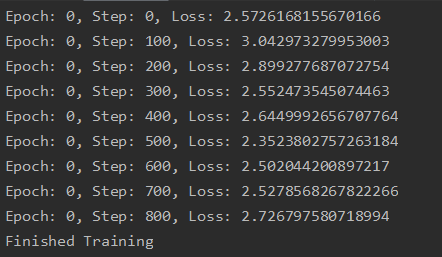 Epoch: 0, Step: 0, Loss: 2.5726168155670166
Epoch: 0, Step: 100, Loss: 3.042973279953003
Epoch: 0, Step: 200, Loss: 2.899277687072754
Epoch: 0, Step: 300, Loss: 2.552473545074463
Epoch: 0, Step: 400, Loss: 2.6449992656707764
Epoch: 0, Step: 500, Loss: 2.3523802757263184
Epoch: 0, Step: 600, Loss: 2.502044200897217
Epoch: 0, Step: 700, Loss: 2.5278568267822266
Epoch: 0, Step: 800, Loss: 2.726797580718994
Finished Training